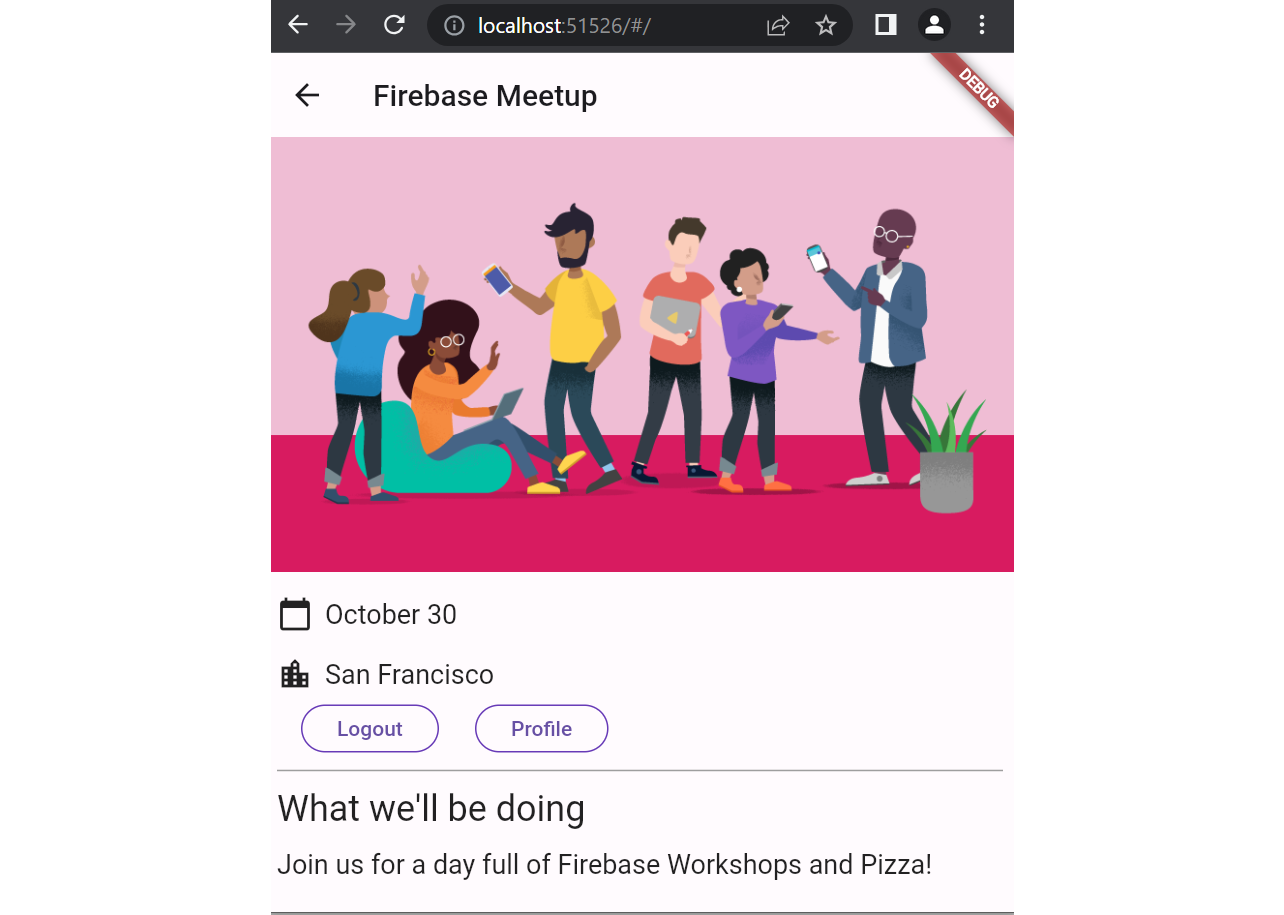 localhost:51526/#/
Firebase Meetup
DEBUG
October 30
San Francisco
Logout Profile
What we'll be doing
Join us for a day full of Firebase Workshops and Pizza!